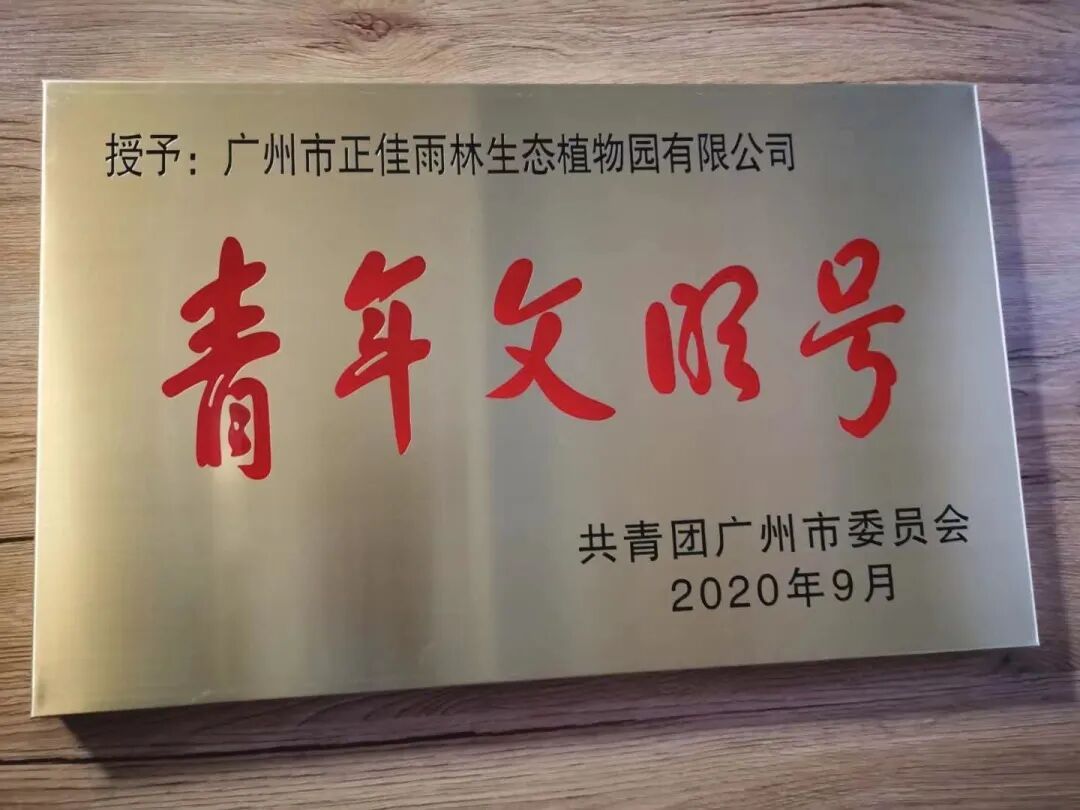 授予：广州市正佳雨林生态植物园有限公司
青年文明号
共青团广州市委员会
2020年9月